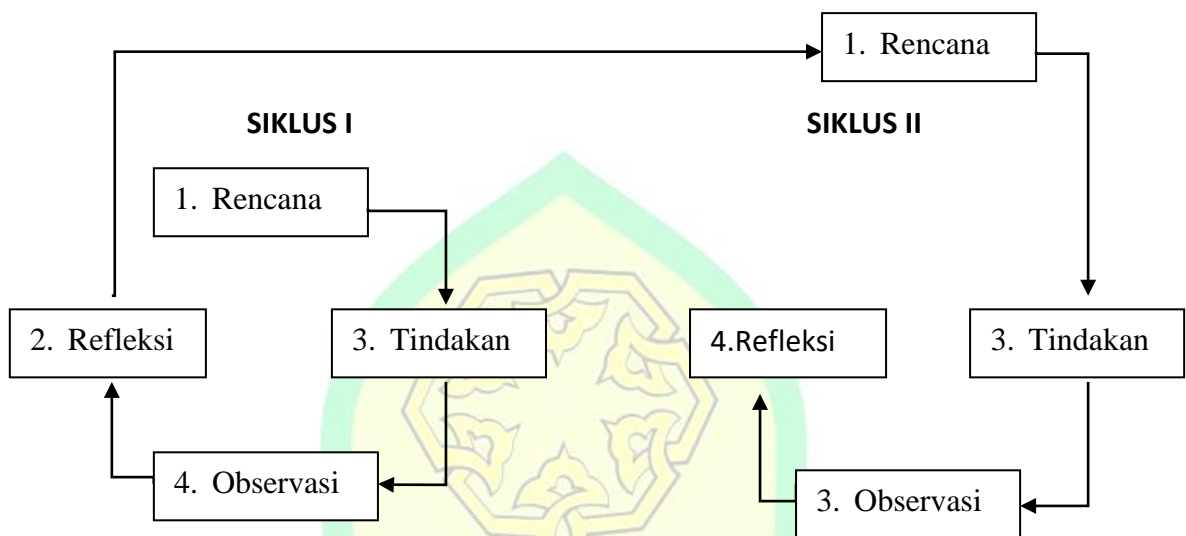 1. Rencana
SIKLUS I
SIKLUS II
1. Rencana
2. Refleksi
3. Tindakan
4.Refleksi
3. Tindakan
4. Observasi
3. Observasi